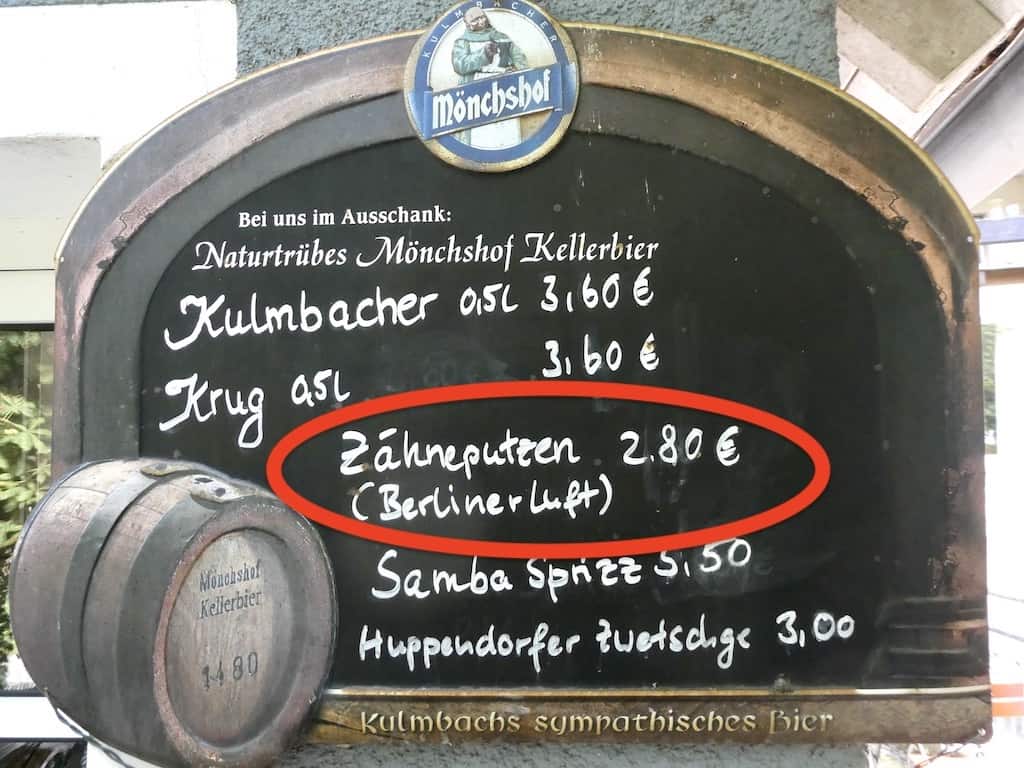 KULMBACHER
Mönchshof
Bei uns im Ausschank:
Naturtrübes Mönchshof Kellerbier
Kulmbacher 0,5l 3,60 €
Krug 0,5l 3,60 €
Zähneputzen 2.80 €
(Berliner Luft)
Samba Sprizz 5,50
Huppendorfer Zwetschge 3,00
Mönchshof
Kellerbier
1480
Kulmbachs sympathisches Bier